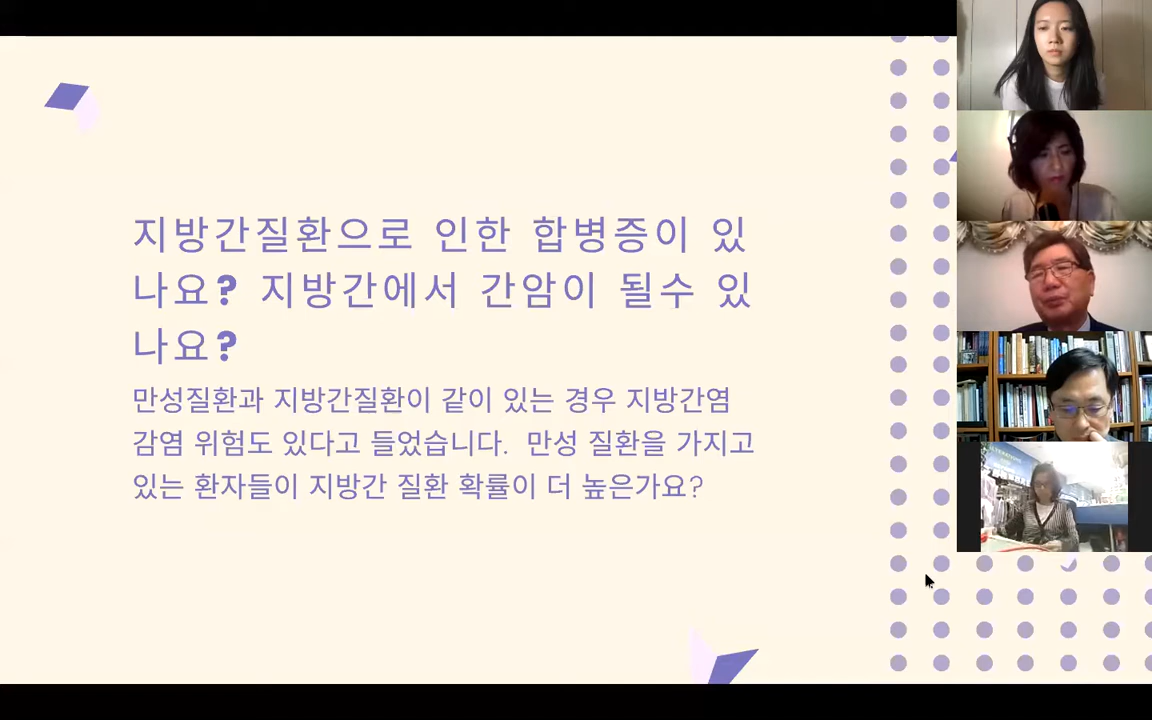 지방간질환으로 인한 합병증이 있
나요? 지방간에서 간암이 될수 있
나요?
만성질환과 지방간질환이 같이 있는 경우 지방간염
감염 위험도 있다고 들었습니다. 만성 질환을 가지고
있는 환자들이 지방간 질환 확률이 더 높은가요?